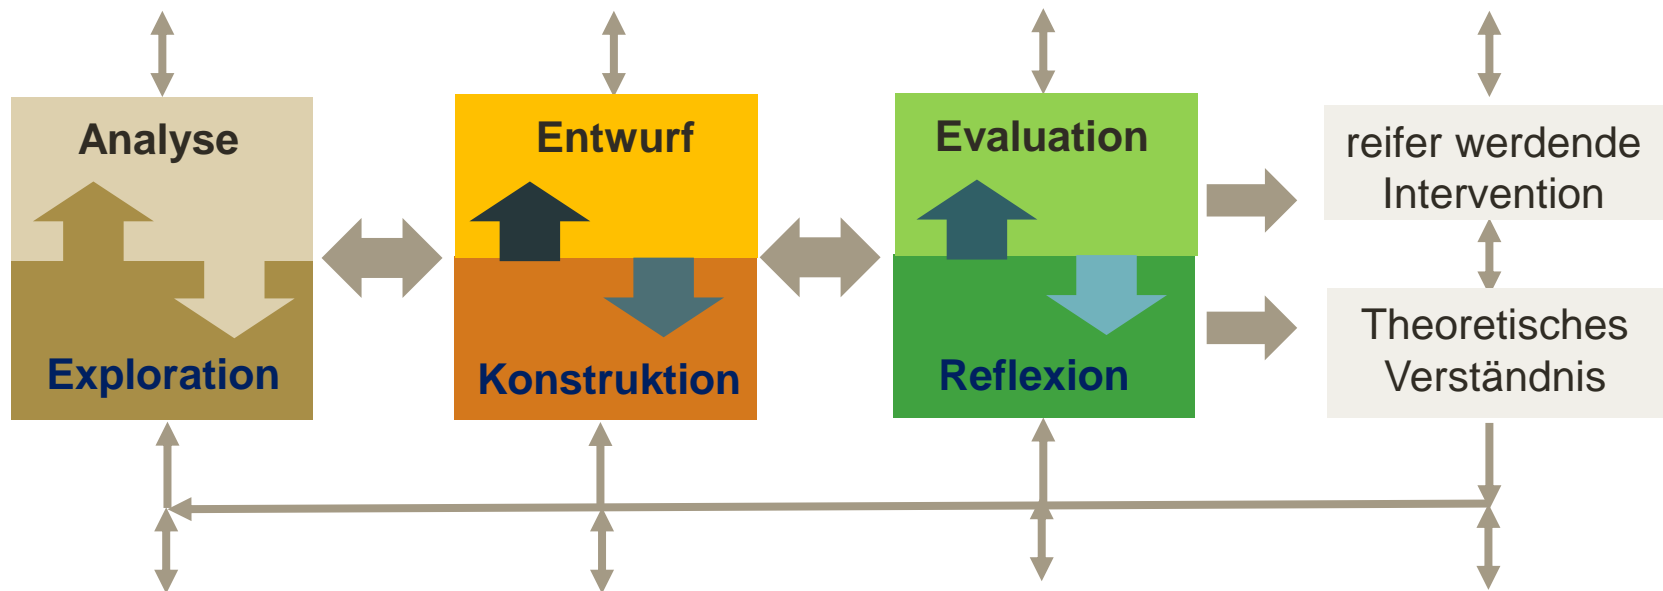 Analyse
Exploration
Entwurf
Konstruktion
Evaluation
Reflexion
reifer werdende
Intervention
Theoretisches
Verständnis